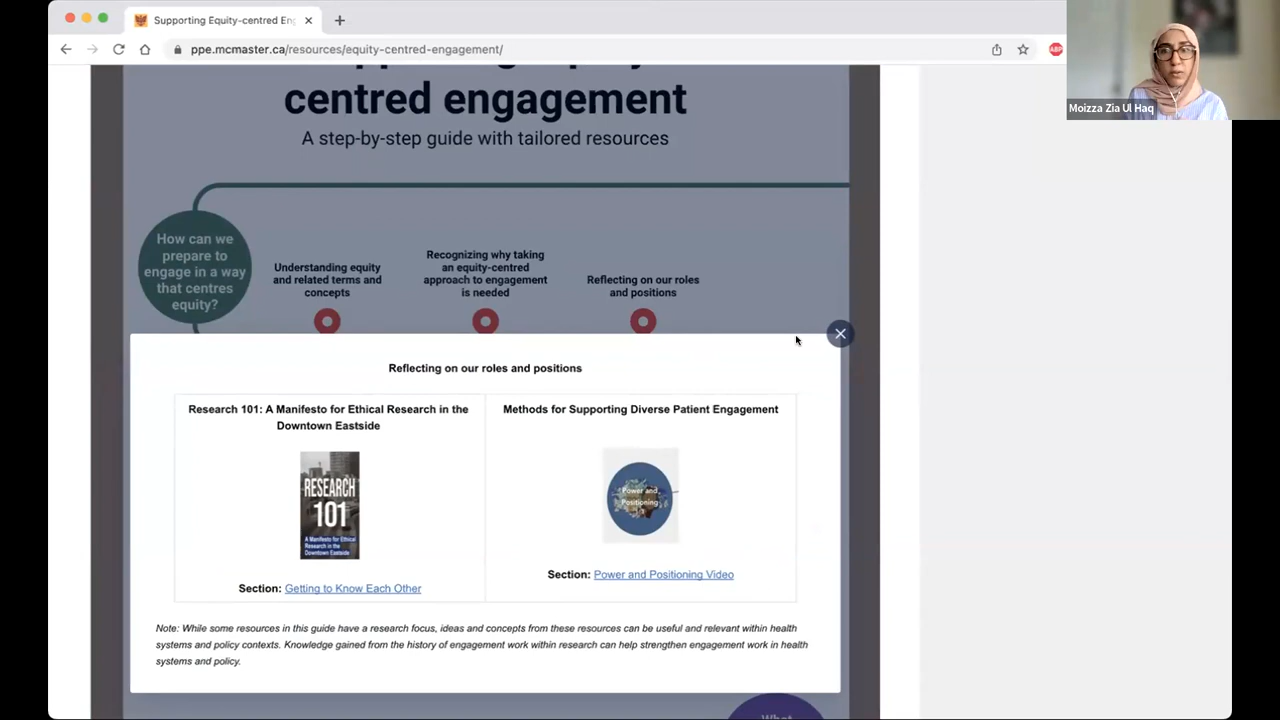 Supporting Equity-centred Eng
ppe.mcmaster.ca/resources/equity-centred-engagement/
ABP
Moizza Zia Ul Haq
centred engagement
A step-by-step guide with tailored resources
How can we
prepare to
engage in a way
that centres
equity?
Understanding equity
and related terms and
concepts
Recognizing why taking
an equity-centred
approach to engagement
is needed
Reflecting on our roles
and positions
Reflecting on our roles and positions
Research 101: A Manifesto for Ethical Research in the
Downtown Eastside
RESEARCH
101
A Manifesto for Ethical
Research in the
Downtown Eastside
Section: Getting to Know Each Other
Methods for Supporting Diverse Patient Engagement
Power and
Positioning
Section: Power and Positioning Video
Note: While some resources in this guide have a research focus, ideas and concepts from these resources can be useful and relevant within health
systems and policy contexts. Knowledge gained from the history of engagement work within research can help strengthen engagement work in health
systems and policy.
What